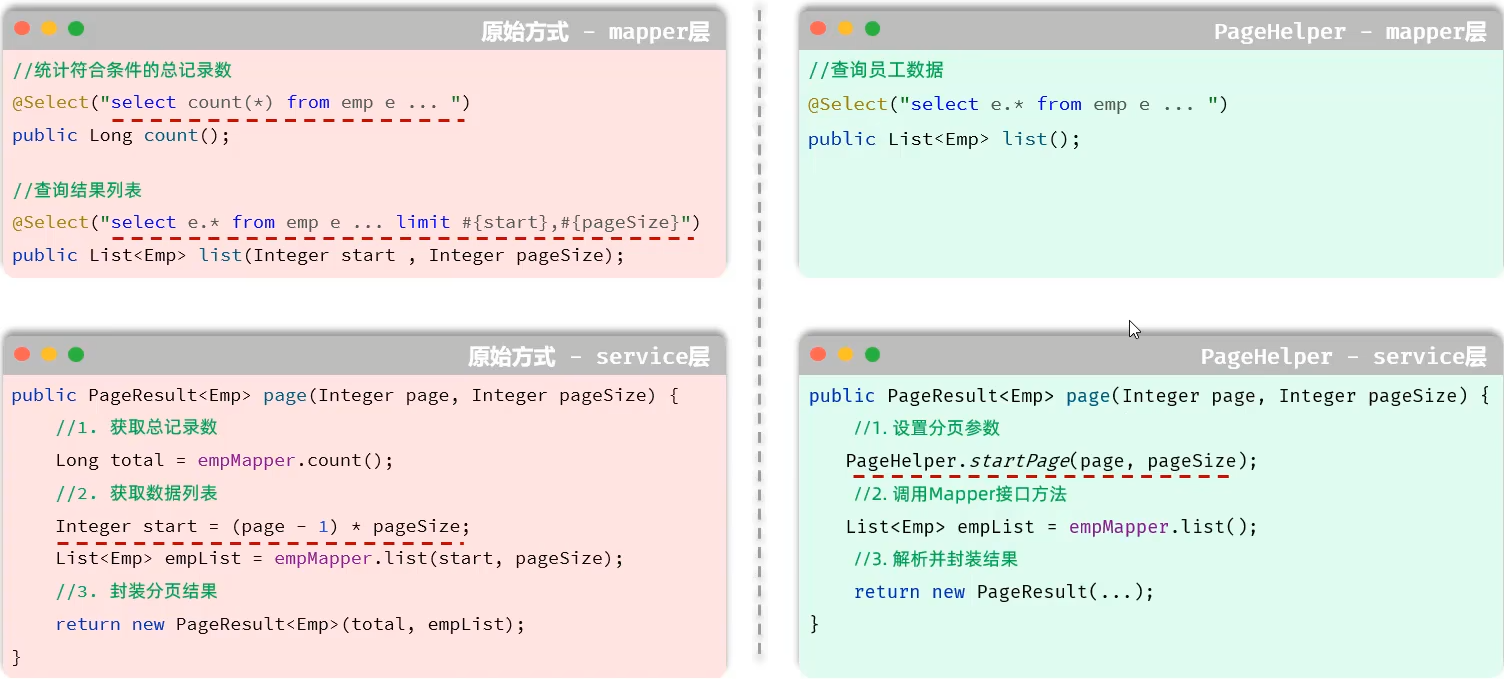 原始方式 - mapper层
//统计符合条件的总记录数
@Select("select count(*) from emp e ... ")
public Long count();
//查询结果列表
@Select("select e.* from emp e ... limit #{start},#{pageSize}")
public List<Emp> list(Integer start , Integer pageSize);
PageHelper - mapper层
//查询员工数据
@Select("select e.* from emp e ... ")
public List<Emp> list();
原始方式 - service层
public PageResult<Emp> page(Integer page, Integer pageSize) {
//1. 获取总记录数
Long total = empMapper.count();
//2. 获取数据列表
Integer start = (page - 1) * pageSize;
List<Emp> empList = empMapper.list(start, pageSize);
//3. 封装分页结果
return new PageResult<Emp>(total, empList);
}
PageHelper - service层
public PageResult<Emp> page(Integer page, Integer pageSize) {
//1. 设置分页参数
PageHelper.startPage(page, pageSize);
//2. 调用Mapper接口方法
List<Emp> empList = empMapper.list();
//3. 解析并封装结果
return new PageResult(...);
}